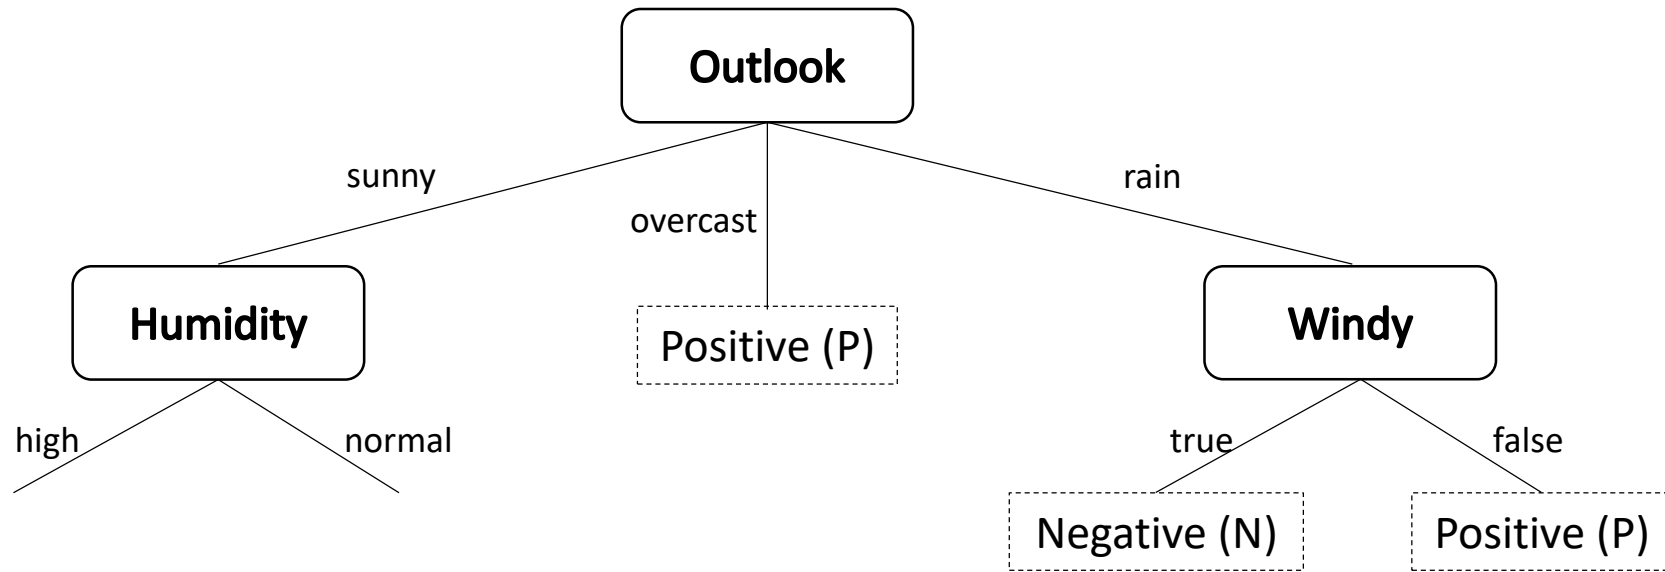 Outlook
sunny
rain
overcast
Humidity
Positive (P)
Windy
high
normal
true
false
Negative (N)
Positive (P)